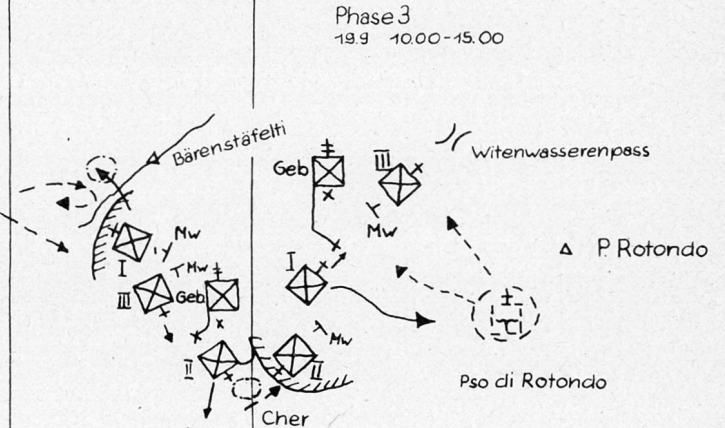 Phase 3
19.9 10.00-15.00
Bärenstäfelti
Witenwasserenpass
Geb
III
Mw
P. Rotondo
I
Mw
Mw
III
Geb
I
Mw
II
II
Pso di Rotondo
Cher